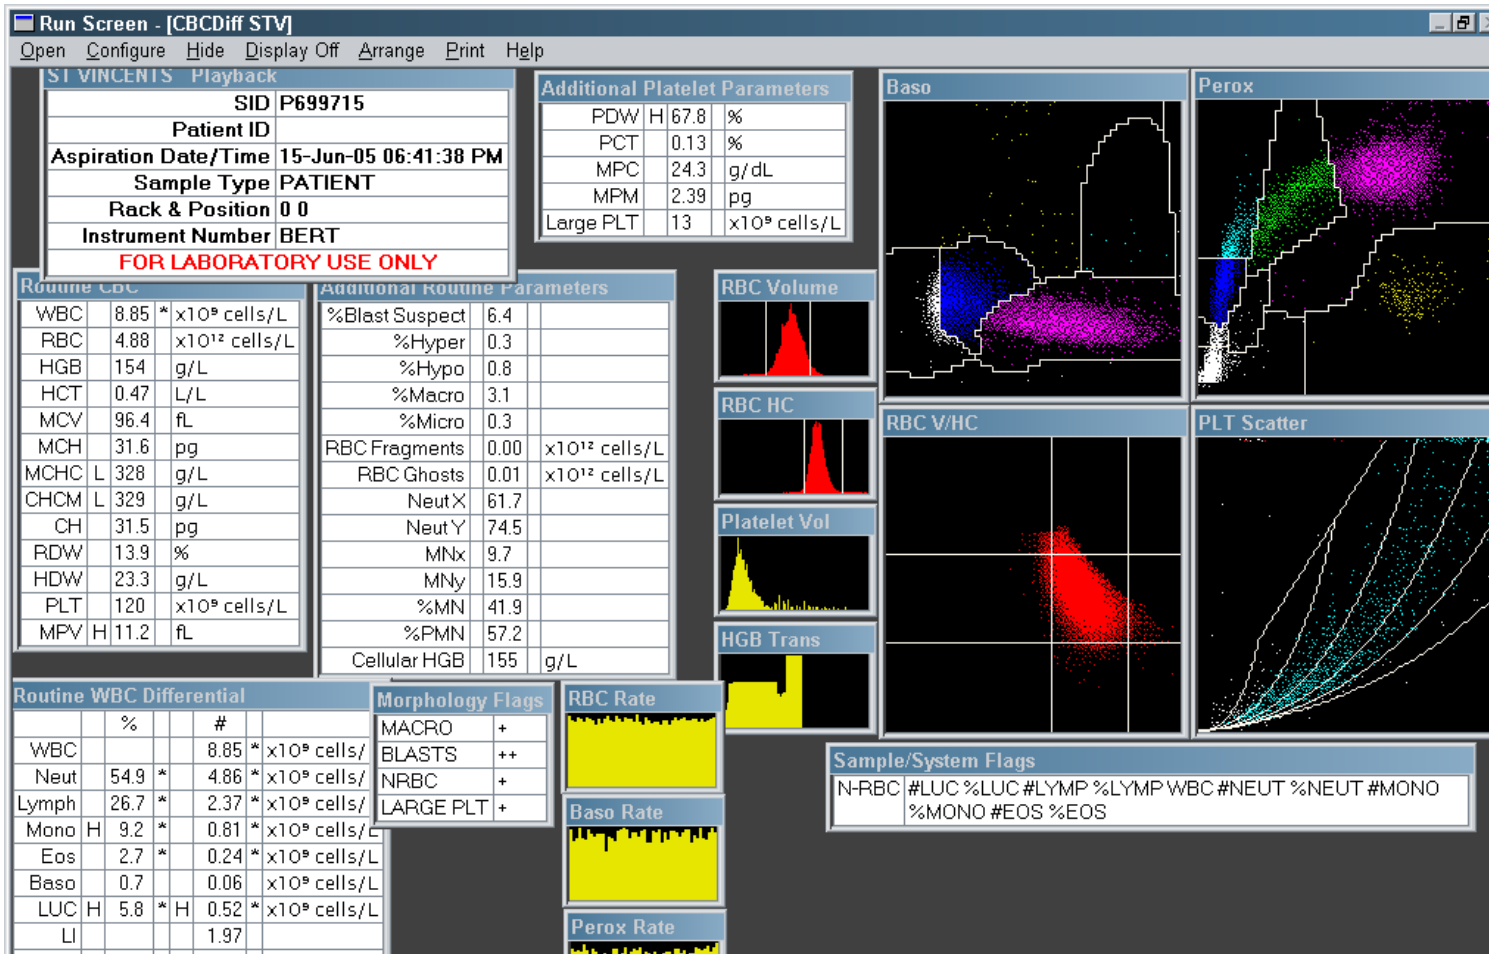 Run Screen - [CBCDiff STV]
Open Configure Hide Display Off Arrange Print Help
ST VINCENTS Playback
SID P699715
Patient ID
Aspiration Date/Time 15-Jun-05 06:41:38 PM
Sample Type PATIENT
Rack & Position 0 0
Instrument Number BERT
FOR LABORATORY USE ONLY
Additional Platelet Parameters
PDW H 67.8 %
PCT 0.13 %
MPC 24.3 g/dL
MPM 2.39 pg
Large PLT 13 x10⁹ cells/L
Baso
Perox
Routine CBC
WBC 8.85 * x10⁹ cells/L
RBC 4.88 x10¹² cells/L
HGB 154 g/L
HCT 0.47 L/L
MCV 96.4 fL
MCH 31.6 pg
MCHC L 328 g/L
CHCM L 329 g/L
CH 31.5 pg
RDW 13.9 %
HDW 23.3 g/L
PLT 120 x10⁹ cells/L
MPV H 11.2 fL
Additional Routine Parameters
%Blast Suspect 6.4
%Hyper 0.3
%Hypo 0.8
%Macro 3.1
%Micro 0.3
RBC Fragments 0.00 x10¹² cells/L
RBC Ghosts 0.01 x10¹² cells/L
Neut X 61.7
Neut Y 74.5
MNx 9.7
MNy 15.9
%MN 41.9
%PMN 57.2
Cellular HGB 155 g/L
RBC Volume
RBC HC
Platelet Vol
HGB Trans
RBC V/HC
PLT Scatter
Routine WBC Differential
% #
WBC 8.85 * x10⁹ cells/
Neut 54.9 * 4.86 * x10⁹ cells/
Lymph 26.7 * 2.37 * x10⁹ cells/
Mono H 9.2 * 0.81 * x10⁹ cells/L
Eos 2.7 * 0.24 * x10⁹ cells/L
Baso 0.7 0.06 x10⁹ cells/L
LUC H 5.8 * H 0.52 * x10⁹ cells/L
LI 1.97
Morphology Flags
MACRO +
BLASTS ++
NRBC +
LARGE PLT +
RBC Rate
Baso Rate
Perox Rate
Sample/System Flags
N-RBC #LUC %LUC #LYMP %LYMP WBC #NEUT %NEUT #MONO
%MONO #EOS %EOS